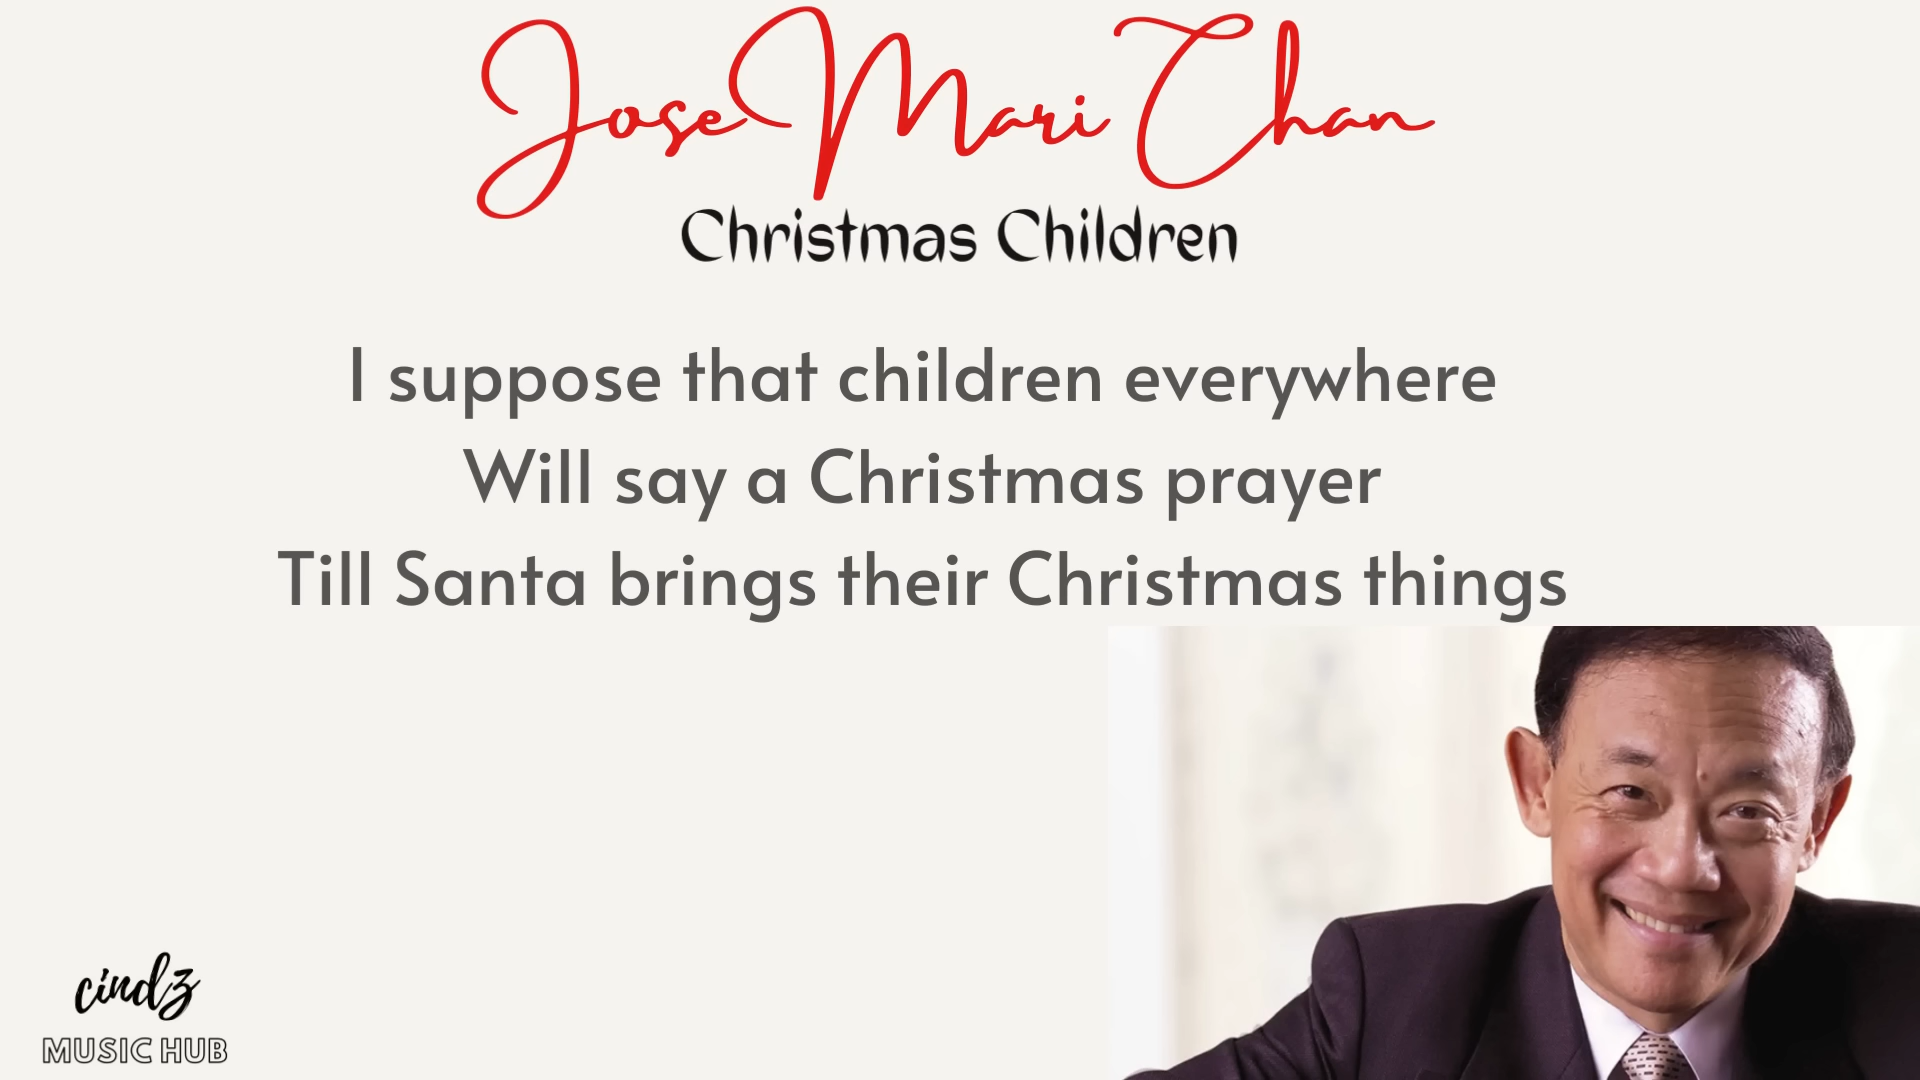 Jose Mari Chan
Christmas Children
I suppose that children everywhere
Will say a Christmas prayer
Till Santa brings their Christmas things
cindz
MUSIC HUB